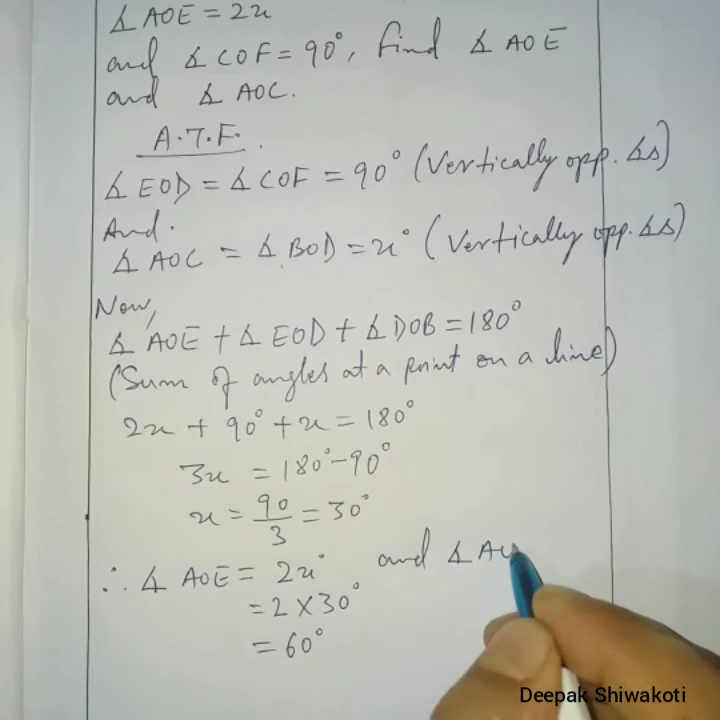 ∡ AOE = 2x
and ∡ COF = 90°, find ∡ AOE
and ∡ AOC.
A.T.F.
∡ EOD = ∡ COF = 90° (Vertically opp. ∡s)
And.
∡ AOC = ∡ BOD = x° (Vertically opp. ∡s)
Now,
∡ AOE + ∡ EOD + ∡ DOB = 180°
(Sum of angles at a point on a line)
2x + 90° + x = 180°
3x = 180° - 90°
x = 90/3 = 30°
∴ ∡ AOE = 2x° and ∡ AO
= 2 × 30°
= 60°
Deepak Shiwakoti